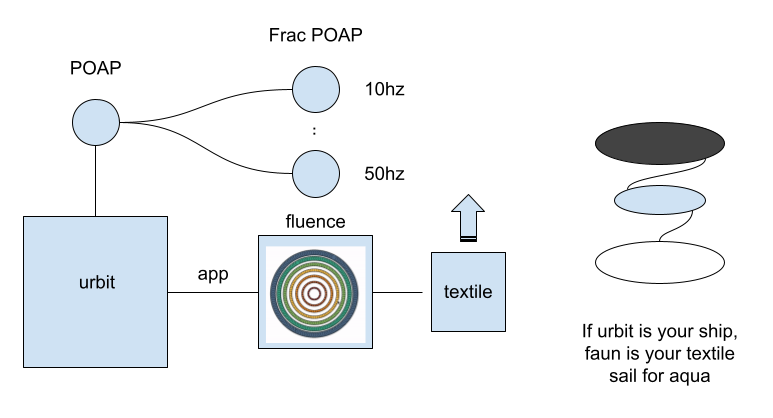 Frac POAP
POAP
10hz
:
50hz
fluence
urbit
app
textile
If urbit is your ship,
faun is your textile
sail for aqua